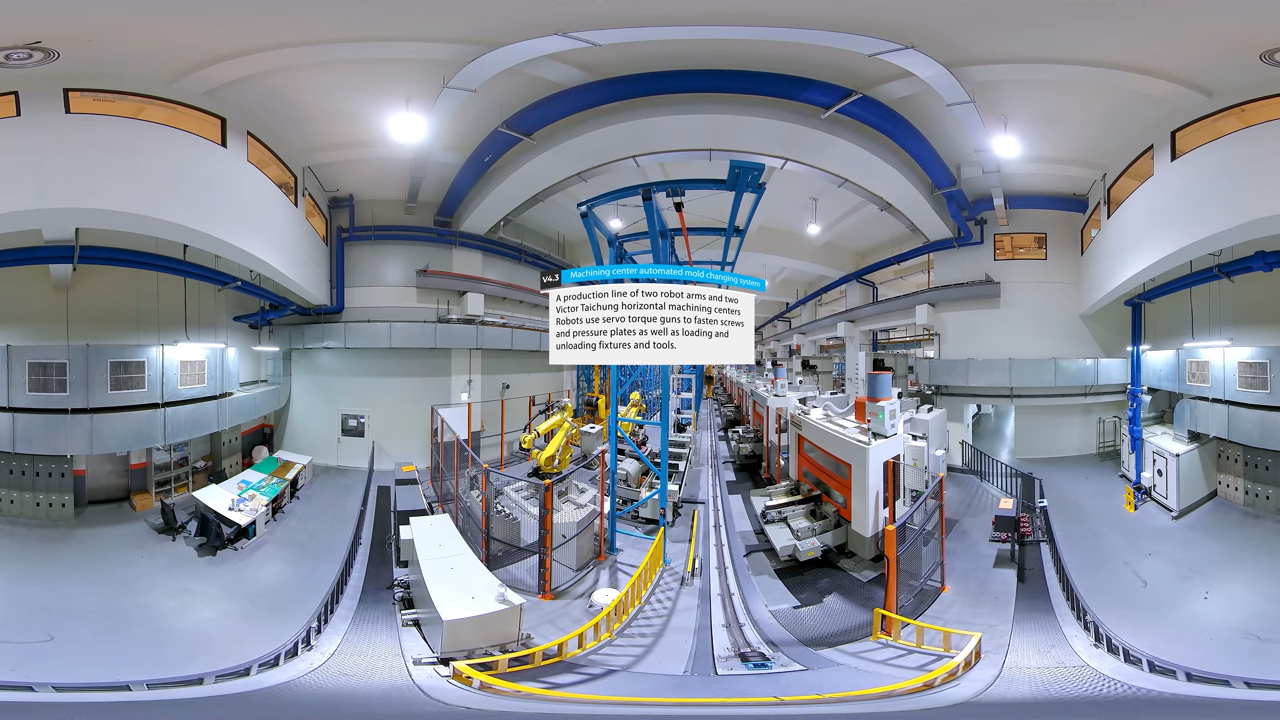 V4.3 Machining center automated mold changing system
A production line of two robot arms and two
Victor Taichung horizontal machining centers
Robots use servo torque guns to fasten screws
and pressure plates as well as loading and
unloading fixtures and tools.